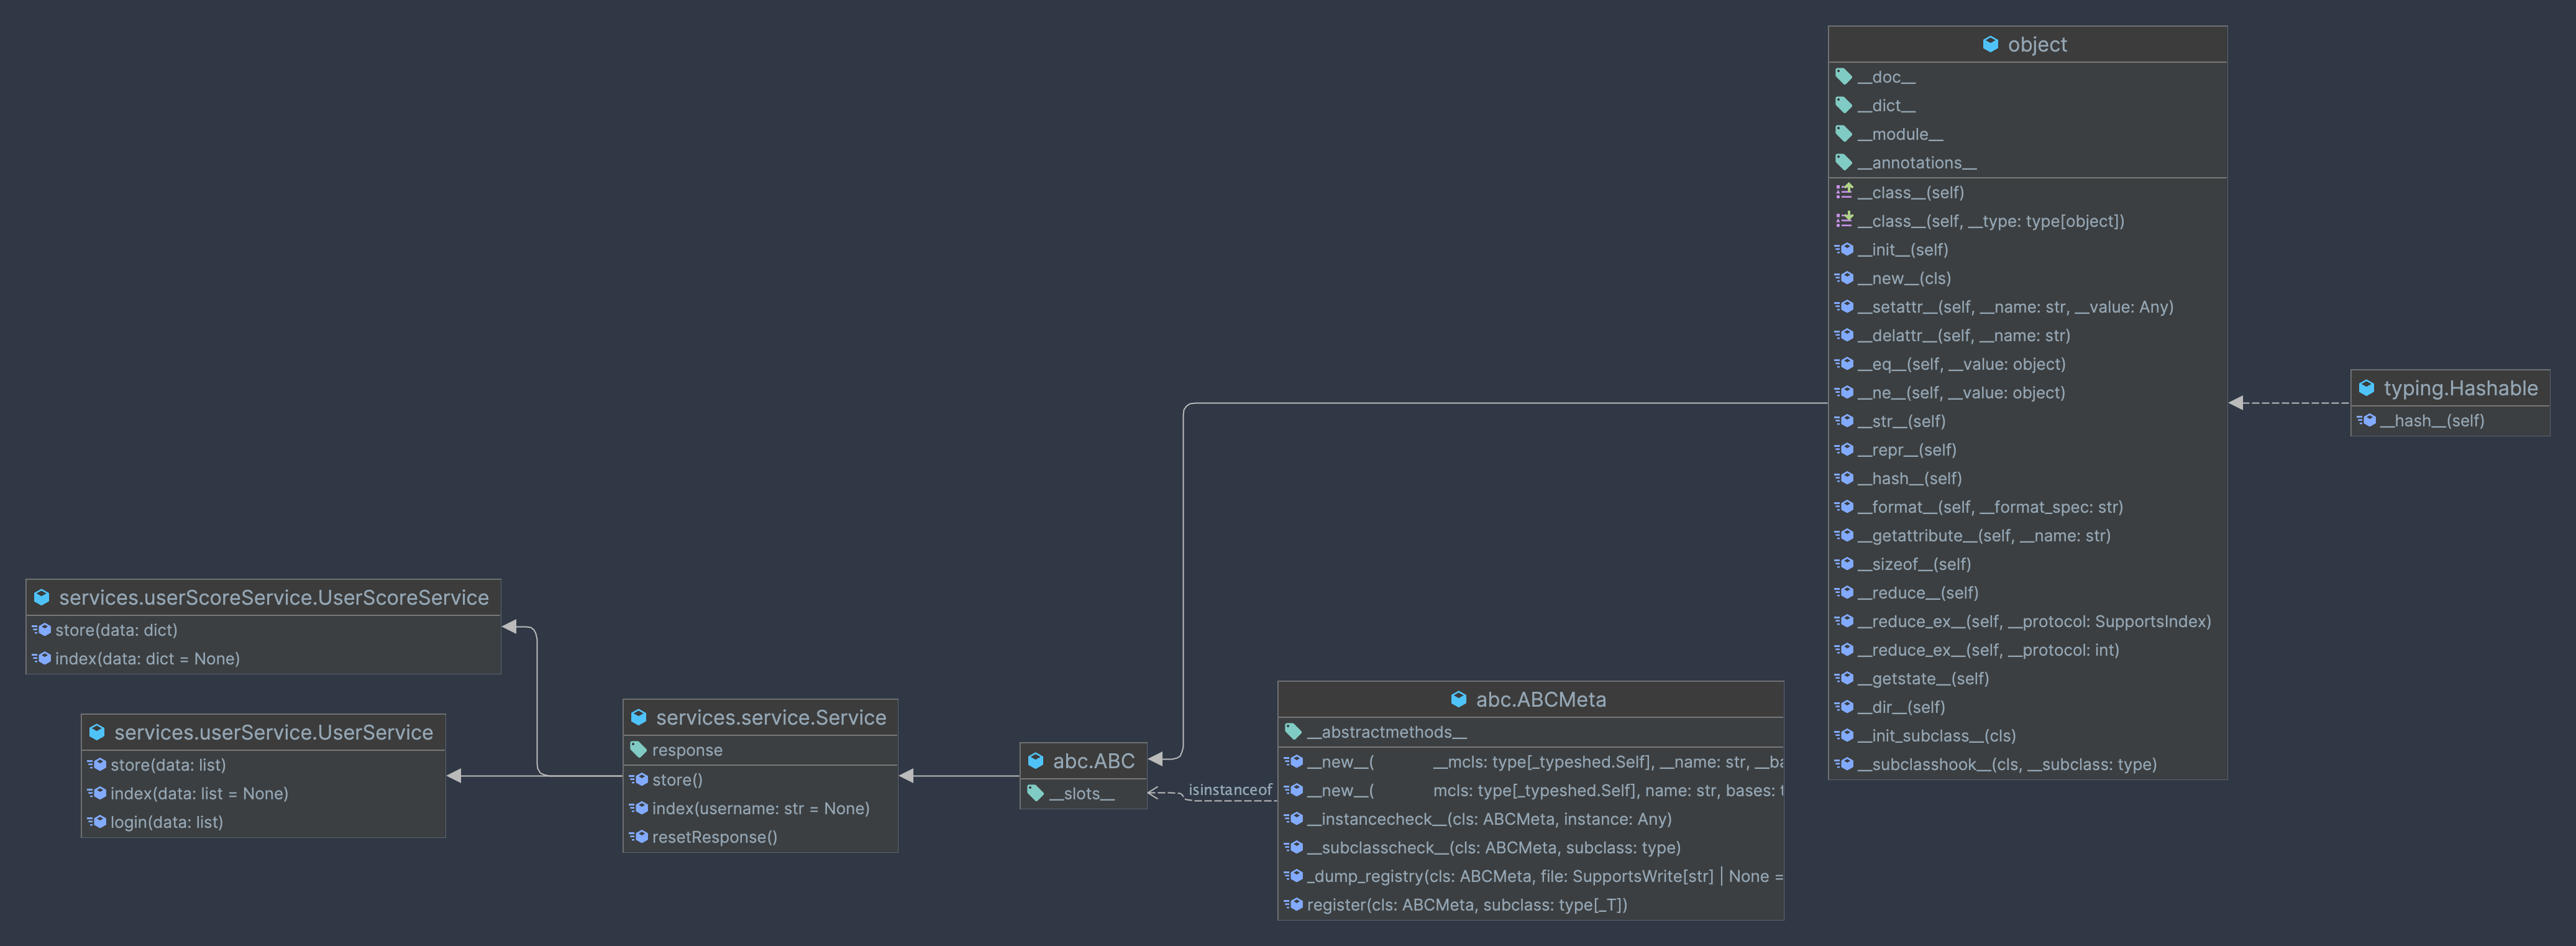 object
__doc__
__dict__
__module__
__annotations__
__class__(self)
__class__(self, __type: type[object])
__init__(self)
__new__(cls)
__setattr__(self, __name: str, __value: Any)
__delattr__(self, __name: str)
__eq__(self, __value: object)
__ne__(self, __value: object)
__str__(self)
__repr__(self)
__hash__(self)
__format__(self, __format_spec: str)
__getattribute__(self, __name: str)
__sizeof__(self)
__reduce__(self)
__reduce_ex__(self, __protocol: SupportsIndex)
__reduce_ex__(self, __protocol: int)
__getstate__(self)
__dir__(self)
__init_subclass__(cls)
__subclasshook__(cls, __subclass: type)
typing.Hashable
__hash__(self)
services.userScoreService.UserScoreService
store(data: dict)
index(data: dict = None)
services.userService.UserService
store(data: list)
index(data: list = None)
login(data: list)
services.service.Service
response
store()
index(username: str = None)
resetResponse()
abc.ABC
__slots__
isinstanceof
abc.ABCMeta
__abstractmethods__
__new__( __mcls: type[_typeshed.Self], __name: str, __ba
__new__( mcls: type[_typeshed.Self], name: str, bases: t
__instancecheck__(cls: ABCMeta, instance: Any)
__subclasscheck__(cls: ABCMeta, subclass: type)
_dump_registry(cls: ABCMeta, file: SupportsWrite[str] | None =
register(cls: ABCMeta, subclass: type[_T])